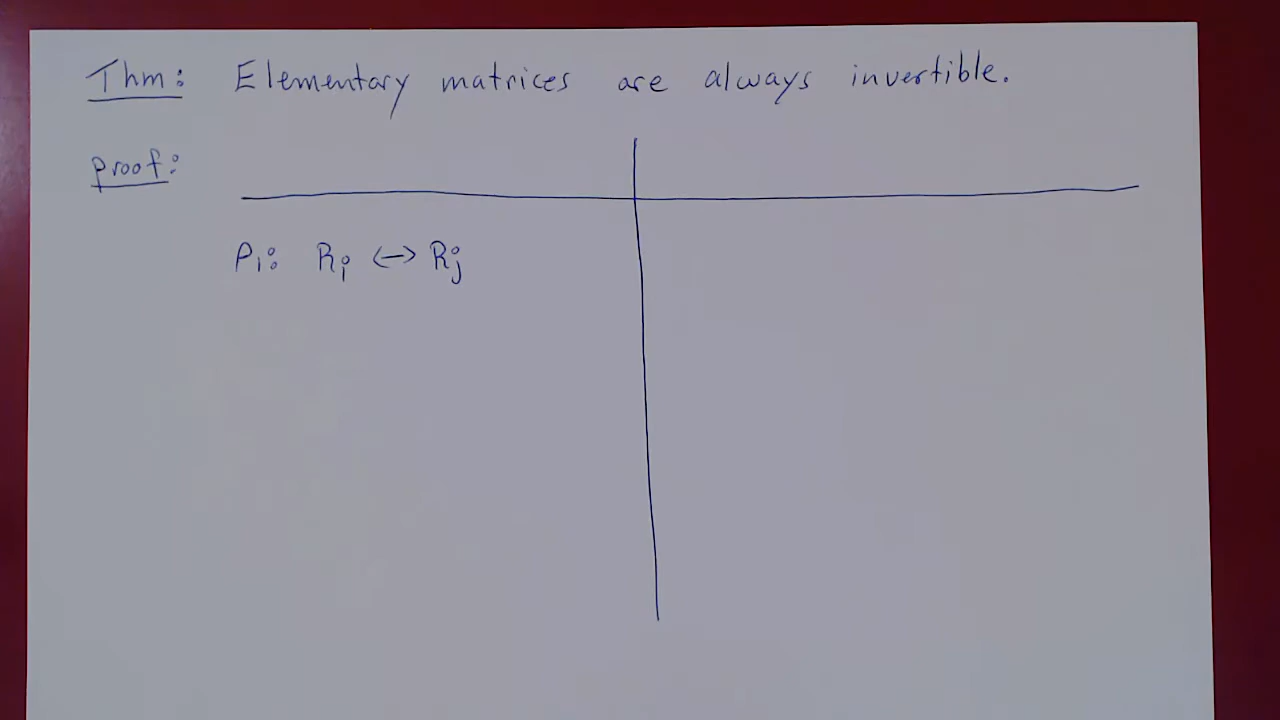 Thm: Elementary matrices are always invertible.
proof:
P₁: Rᵢ ↔ Rⱼ